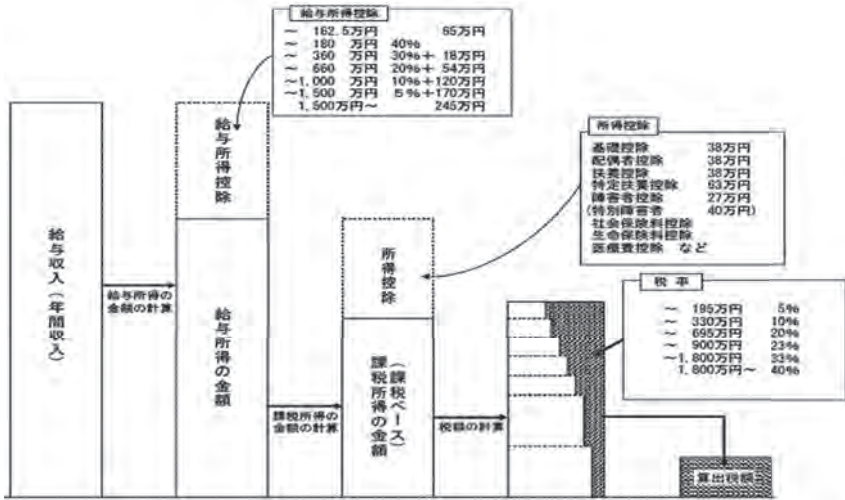 給与所得控除
～ 162.5万円 65万円
～ 180 万円 40%
～ 360 万円 30%+ 18万円
～ 660 万円 20%+ 54万円
～1,000 万円 10%+120万円
～1,500 万円 5%+170万円
1,500万円～ 245万円
給与所得控除
給与収入(年間収入)
給与所得の
金額の計算
給与所得の金額
所得控除
基礎控除 38万円
配偶者控除 38万円
扶養控除 38万円
特定扶養控除 63万円
障害者控除 27万円
(特別障害者 40万円)
社会保険料控除
生命保険料控除
医療費控除 など
所得控除
課税所得の
金額の計算
(課税ベース)
課税所得の金額
税率
～ 195万円 5%
～ 330万円 10%
～ 695万円 20%
～ 900万円 23%
～1,800万円 33%
1,800万円～ 40%
税額の計算
算出税額